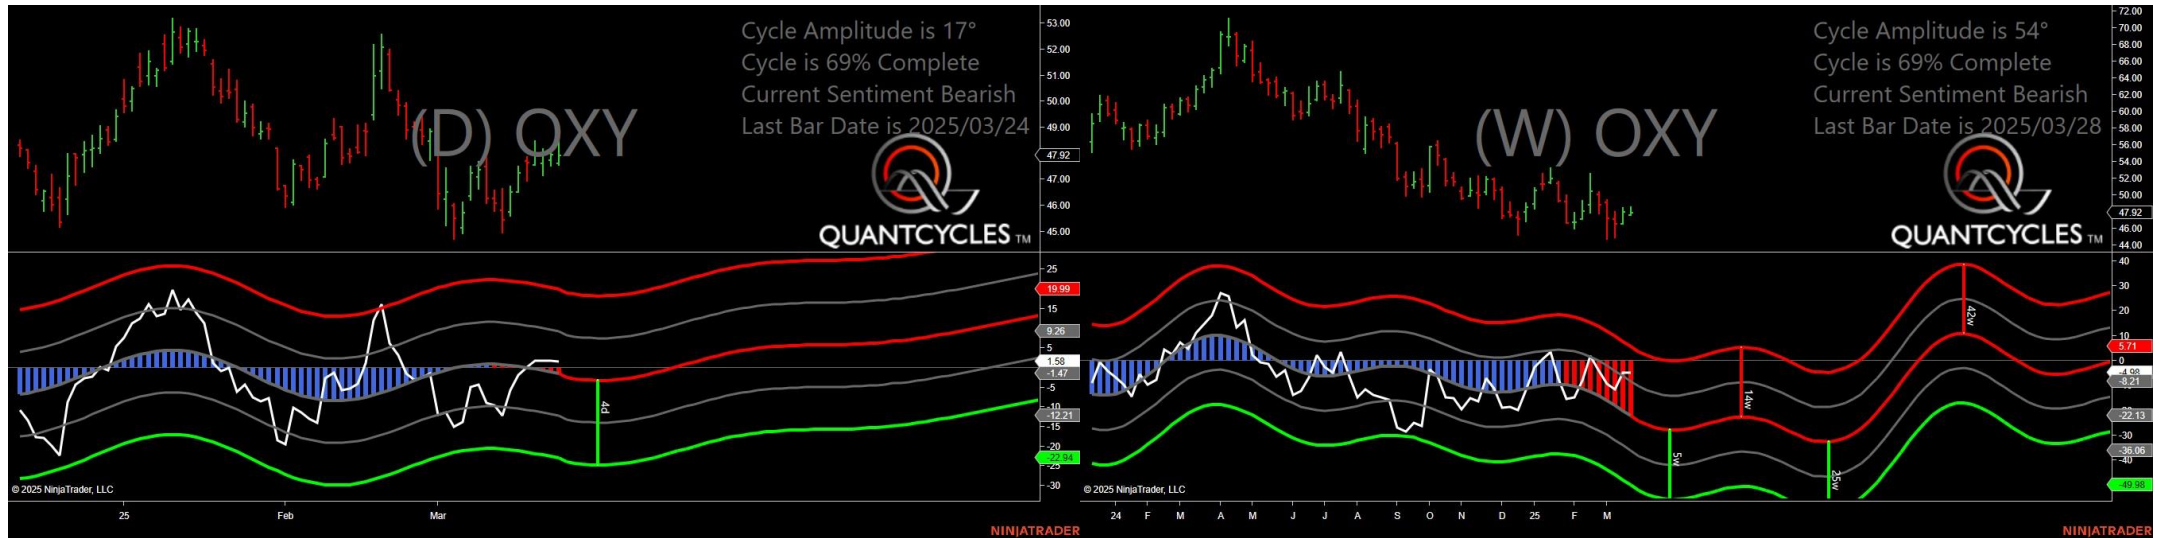 Cycle Amplitude is 17°
Cycle is 69% Complete
Current Sentiment Bearish
Last Bar Date is 2025/03/24
(D) OXY
QUANTCYCLES TM
53.00
52.00
51.00
50.00
49.00
47.92
47.00
46.00
45.00
25
19.99
15
9.26
5
1.58
-1.47
-5
-10
-12.21
-15
-20
-22.94
-25
-30
4d
© 2025 NinjaTrader, LLC
25 Feb Mar
NINJATRADER
Cycle Amplitude is 54°
Cycle is 69% Complete
Current Sentiment Bearish
Last Bar Date is 2025/03/28
(W) OXY
QUANTCYCLES TM
72.00
70.00
68.00
66.00
64.00
62.00
60.00
58.00
56.00
54.00
52.00
50.00
47.92
46.00
44.00
40
30
20
10
5.71
0
-4.98
-8.21
-22.13
-30
-36.06
-40
-49.98
5w
14w
25w
42w
© 2025 NinjaTrader, LLC
24 F M A M J J A S O N D 25 F M
NINJATRADER